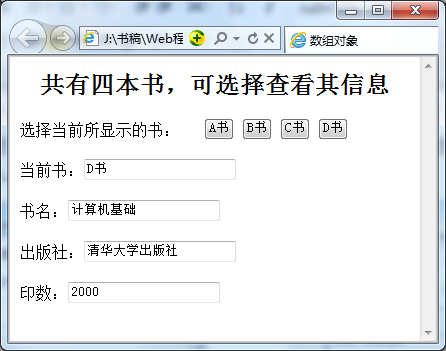 J:\书稿\Web程
数组对象
共有四本书，可选择查看其信息
选择当前所显示的书： A书 B书 C书 D书
当前书：D书
书名：计算机基础
出版社：清华大学出版社
印数：2000